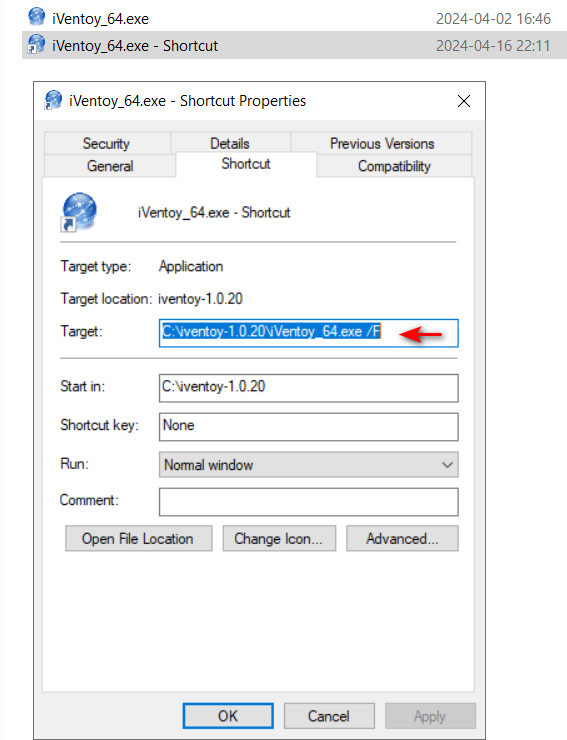 iVentoy_64.exe 2024-04-02 16:46
iVentoy_64.exe - Shortcut 2024-04-16 22:11
iVentoy_64.exe - Shortcut Properties
Security Details Previous Versions
General Shortcut Compatibility
iVentoy_64.exe - Shortcut
Target type: Application
Target location: iventoy-1.0.20
Target: C:\iventoy-1.0.20\iVentoy_64.exe /F
Start in: C:\iventoy-1.0.20
Shortcut key: None
Run: Normal window
Comment:
Open File Location Change Icon... Advanced...
OK Cancel Apply